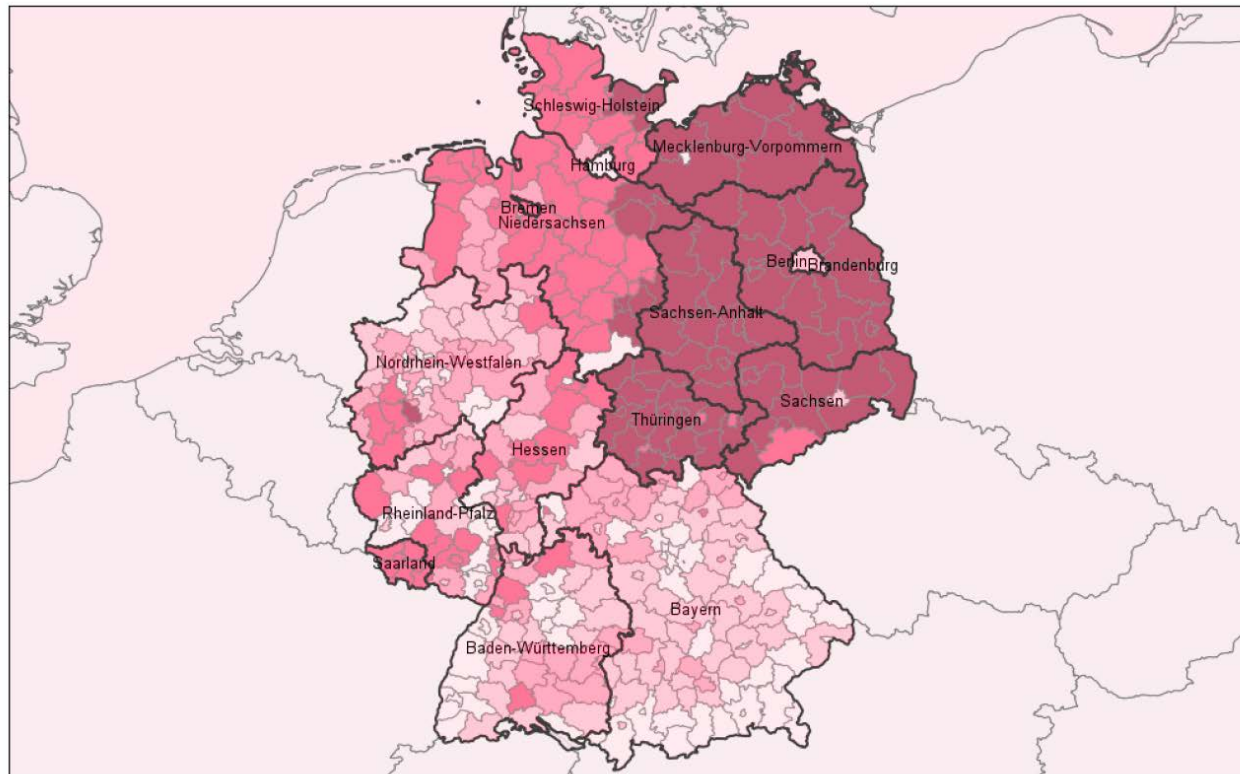 Schleswig-Holstein
Mecklenburg-Vorpommern
Hamburg
Bremen
Niedersachsen
Berlin
Brandenburg
Sachsen-Anhalt
Nordrhein-Westfalen
Sachsen
Thüringen
Hessen
Rheinland-Pfalz
Saarland
Bayern
Baden-Württemberg